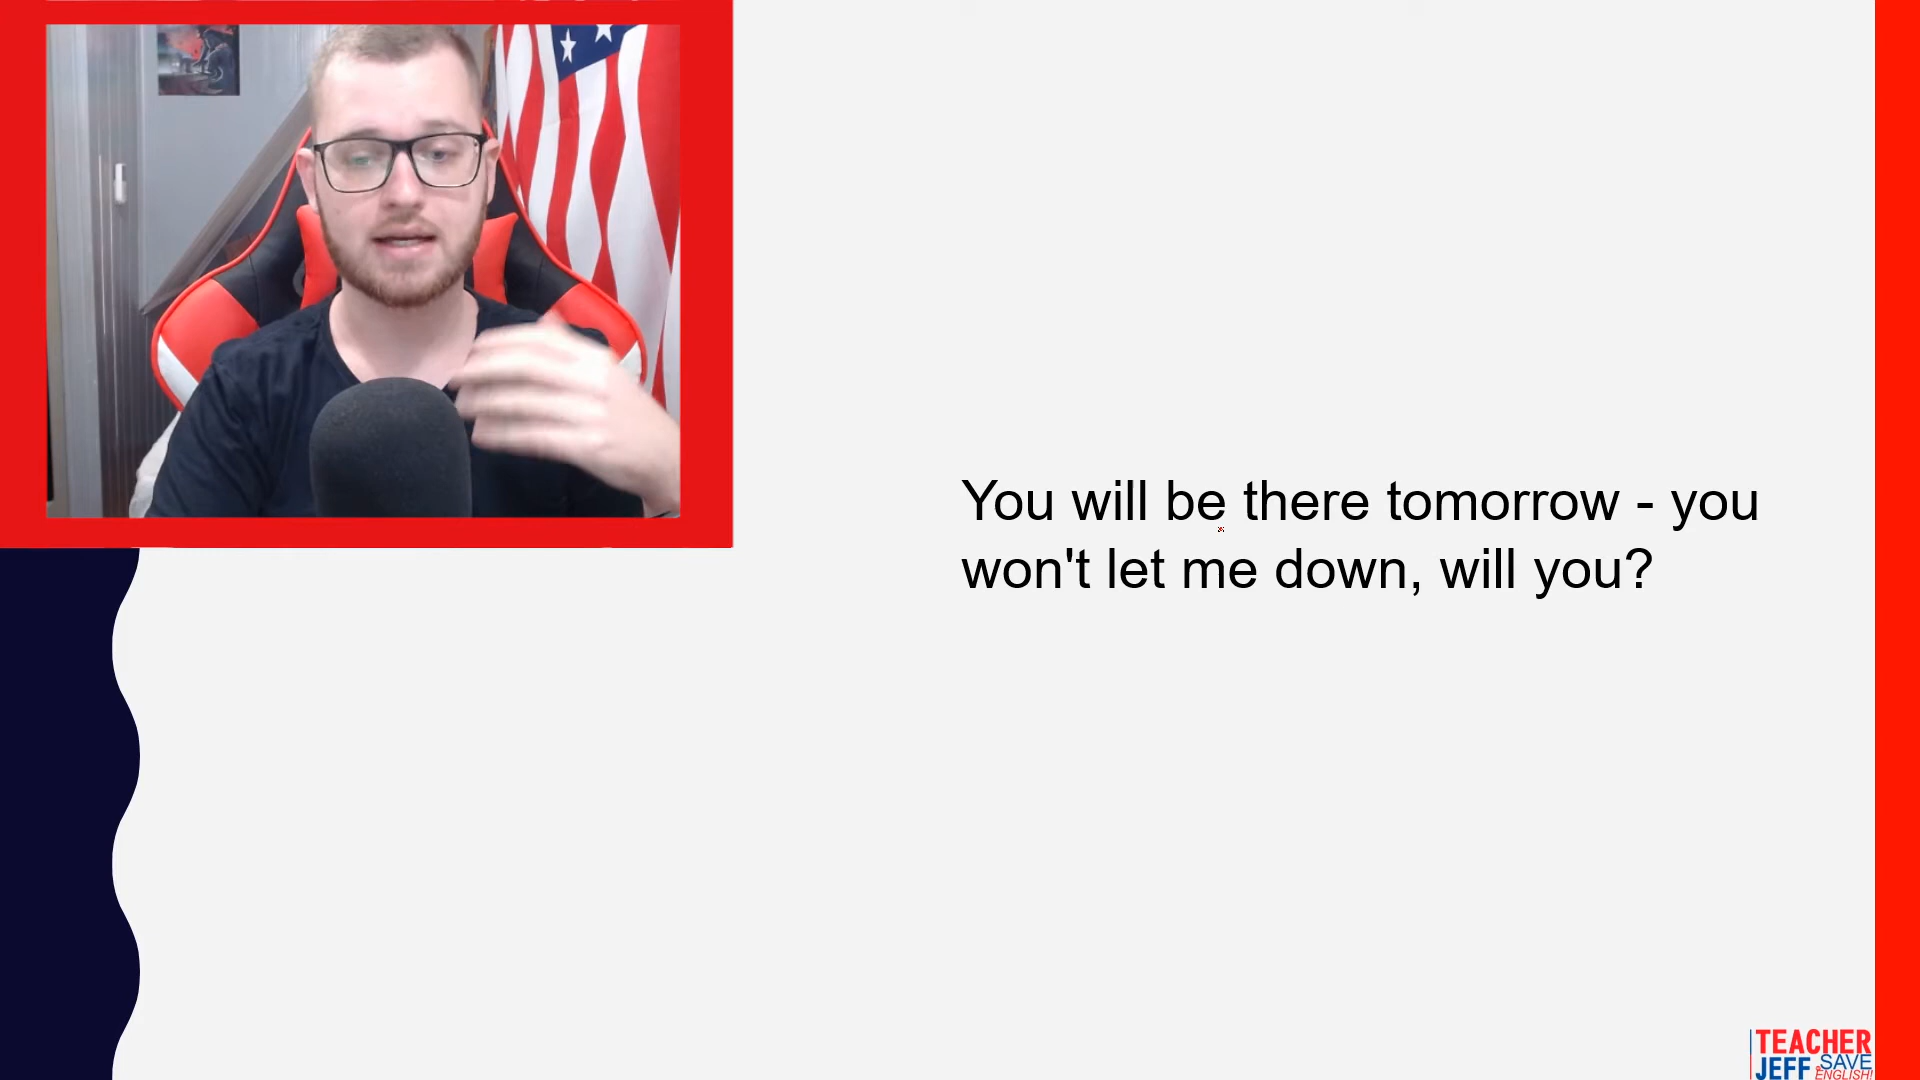 You will be there tomorrow - you
won't let me down, will you?
TEACHER
JEFF SAVE
ENGLISH!